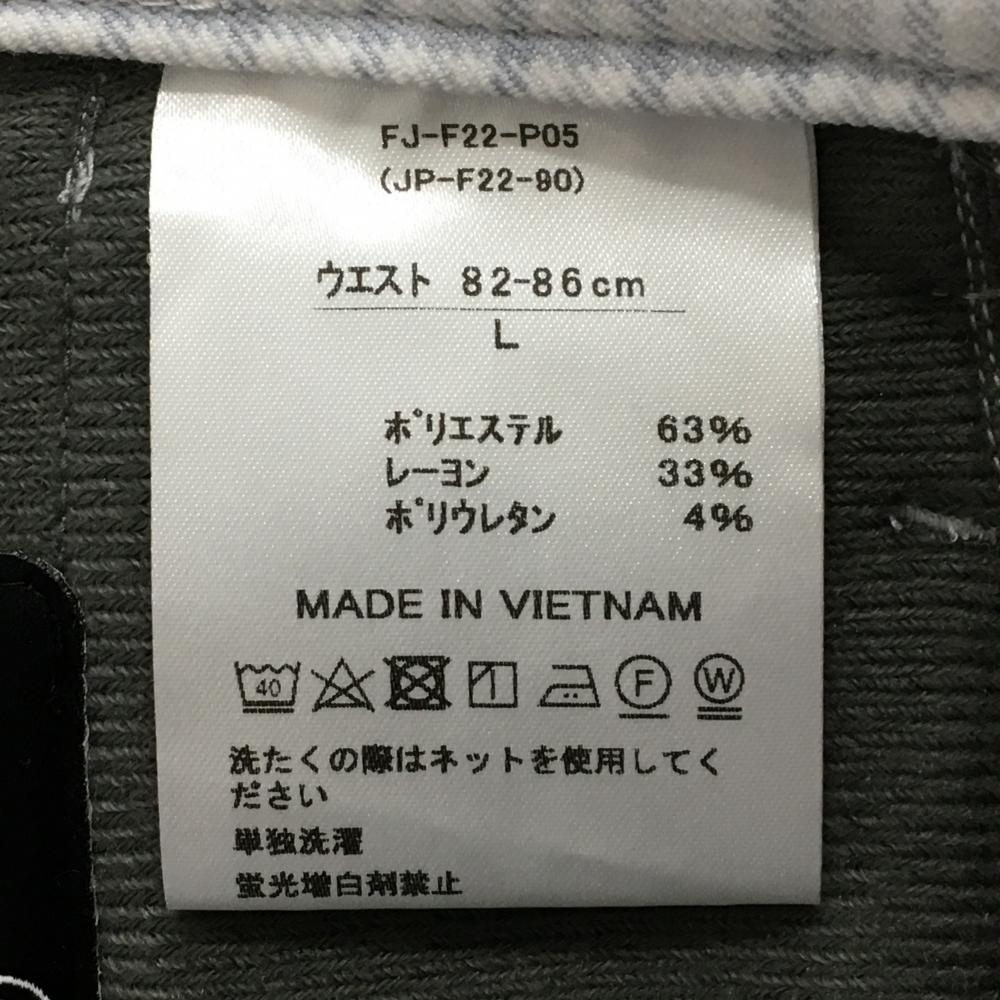 FJ-F22-P05
(JP-F22-90)
ウエスト 82-86cm
L
ポリエステル 63%
レーヨン 33%
ポリウレタン 4%
MADE IN VIETNAM
40 F W
洗たくの際はネットを使用してく
ださい
単独洗濯
蛍光増白剤禁止